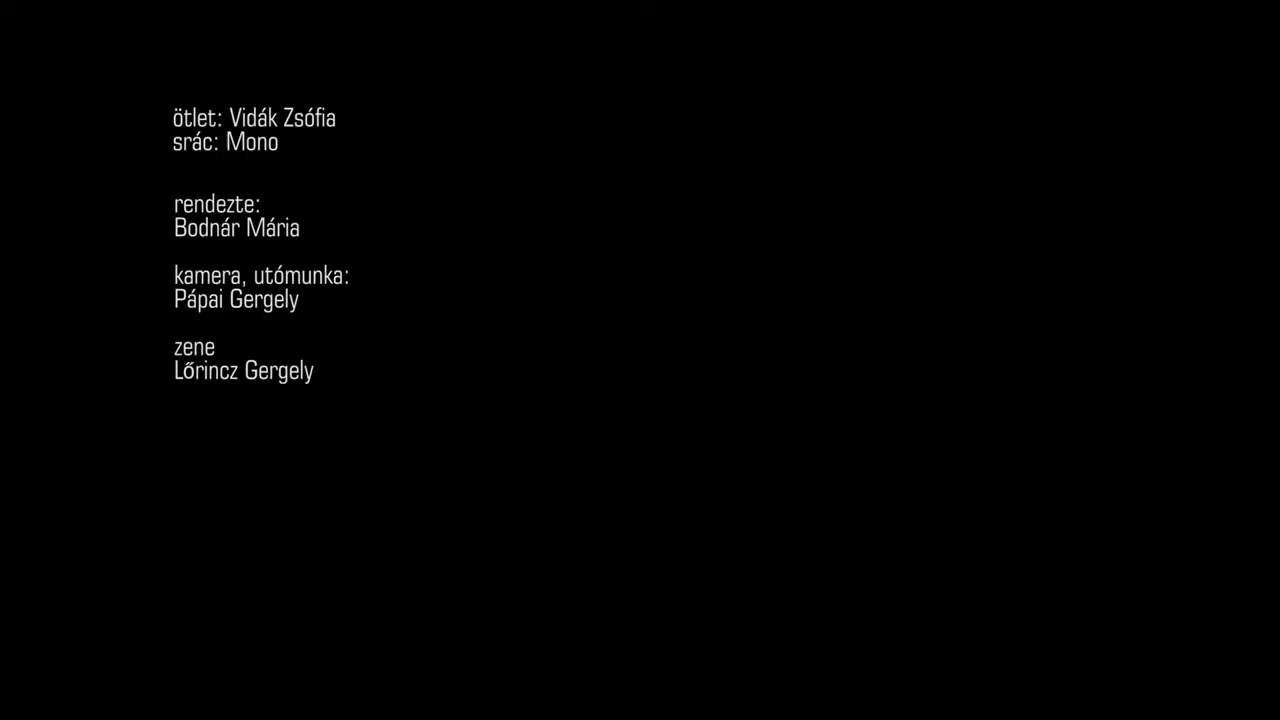 ötlet: Vidák Zsófia
srác: Mono
rendezte:
Bodnár Mária
kamera, utómunka:
Pápai Gergely
zene
Lőrincz Gergely